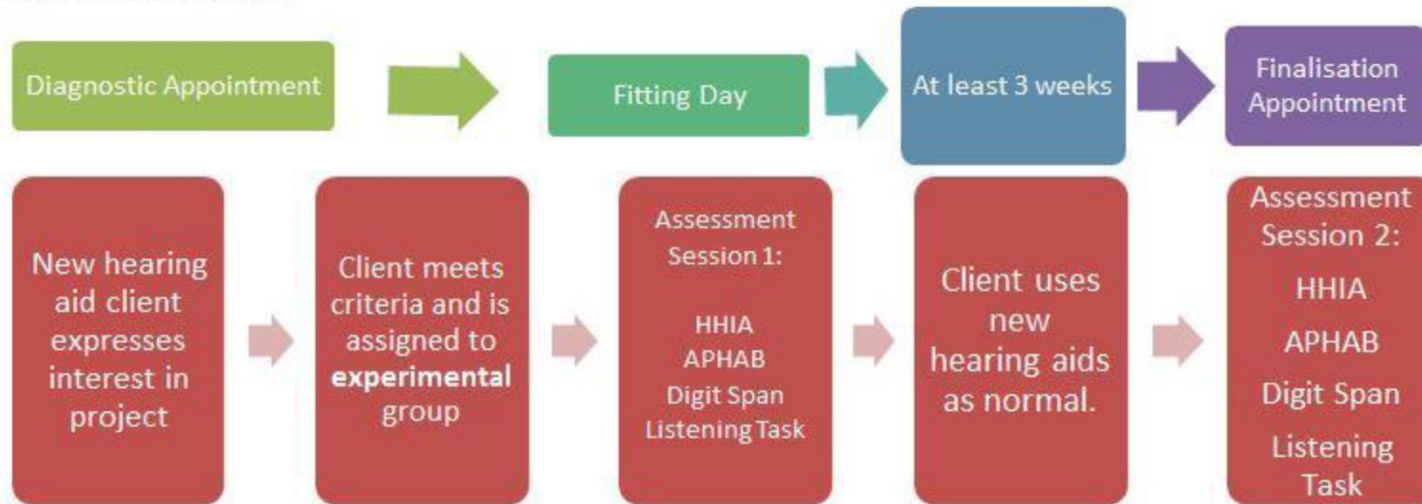 Diagnostic Appointment
Fitting Day
At least 3 weeks
Finalisation
Appointment
New hearing
aid client
expresses
interest in
project
Client meets
criteria and is
assigned to
experimental
group
Assessment
Session 1:
HHIA
APHAB
Digit Span
Listening Task
Client uses
new
hearing aids
as normal.
Assessment
Session 2:
HHIA
APHAB
Digit Span
Listening
Task